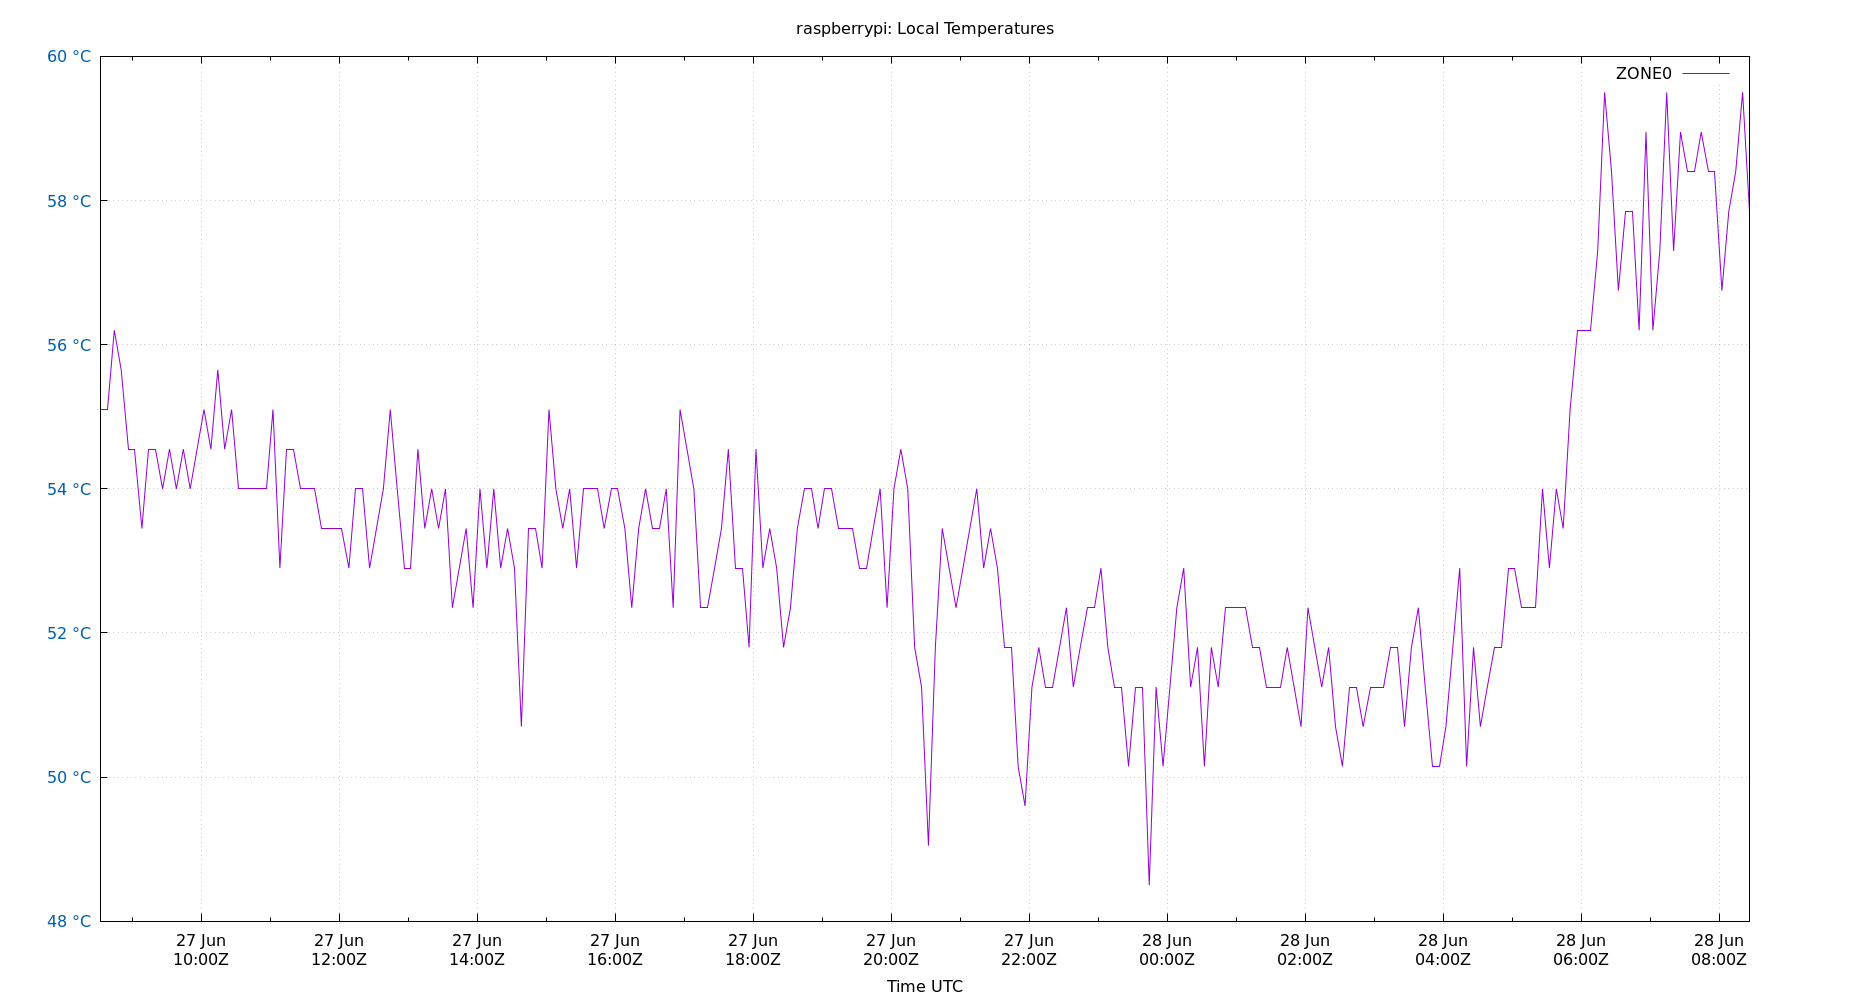 raspberrypi: Local Temperatures
60 °C
ZONE0
58 °C
56 °C
54 °C
52 °C
50 °C
48 °C
27 Jun 27 Jun 27 Jun 27 Jun 27 Jun 27 Jun 27 Jun 28 Jun 28 Jun 28 Jun 28 Jun 28 Jun
10:00Z 12:00Z 14:00Z 16:00Z 18:00Z 20:00Z 22:00Z 00:00Z 02:00Z 04:00Z 06:00Z 08:00Z
Time UTC